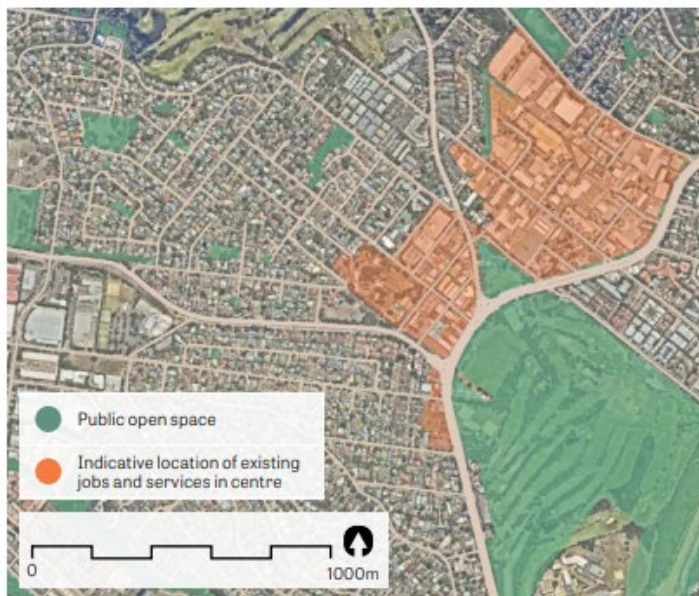 Public open space
Indicative location of existing
jobs and services in centre
0
1000m